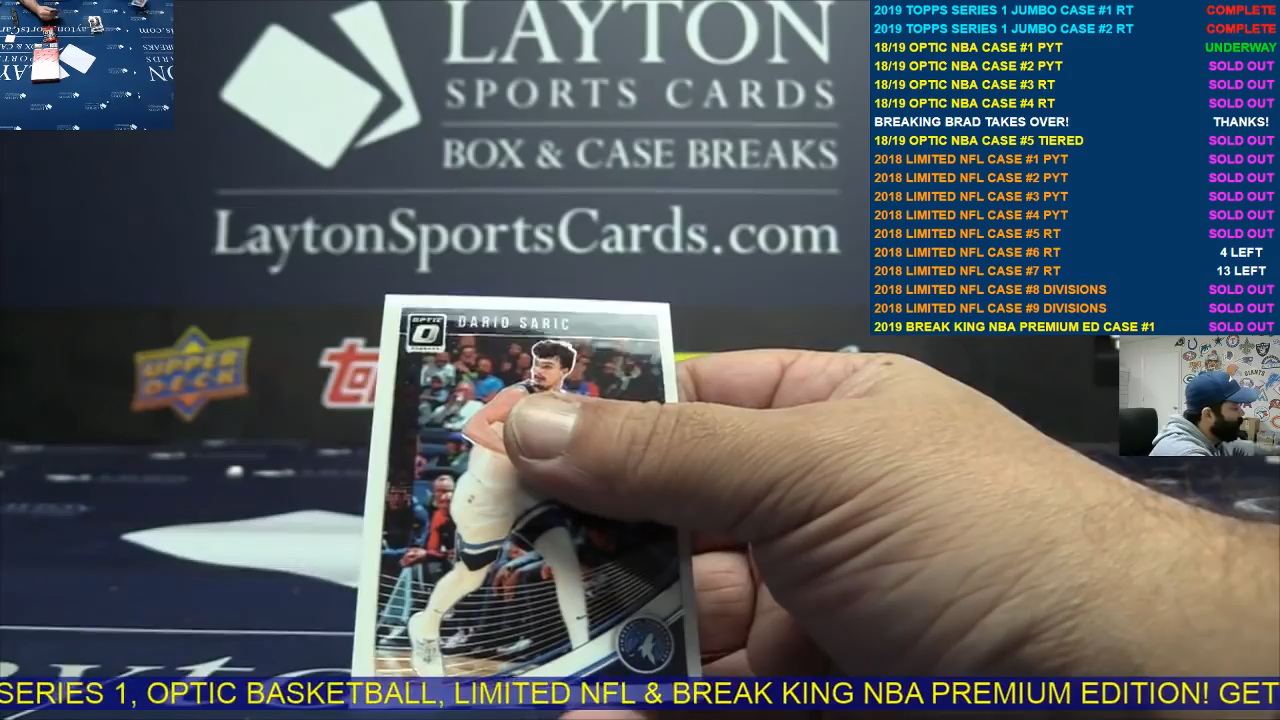 LAYTON
SPORTS CARDS
BOX & CASE BREAKS
LaytonSportsCards.com
2019 TOPPS SERIES 1 JUMBO CASE #1 RT COMPLETE
2019 TOPPS SERIES 1 JUMBO CASE #2 RT COMPLETE
18/19 OPTIC NBA CASE #1 PYT UNDERWAY
18/19 OPTIC NBA CASE #2 PYT SOLD OUT
18/19 OPTIC NBA CASE #3 RT SOLD OUT
18/19 OPTIC NBA CASE #4 RT SOLD OUT
BREAKING BRAD TAKES OVER! THANKS!
18/19 OPTIC NBA CASE #5 TIERED SOLD OUT
2018 LIMITED NFL CASE #1 PYT SOLD OUT
2018 LIMITED NFL CASE #2 PYT SOLD OUT
2018 LIMITED NFL CASE #3 PYT SOLD OUT
2018 LIMITED NFL CASE #4 PYT SOLD OUT
2018 LIMITED NFL CASE #5 RT SOLD OUT
2018 LIMITED NFL CASE #6 RT 4 LEFT
2018 LIMITED NFL CASE #7 RT 13 LEFT
2018 LIMITED NFL CASE #8 DIVISIONS SOLD OUT
2018 LIMITED NFL CASE #9 DIVISIONS SOLD OUT
2019 BREAK KING NBA PREMIUM ED CASE #1 SOLD OUT
OPTIC
DARIO SARIC
UPPER
DECK
SERIES 1, OPTIC BASKETBALL, LIMITED NFL & BREAK KING NBA PREMIUM EDITION! GET